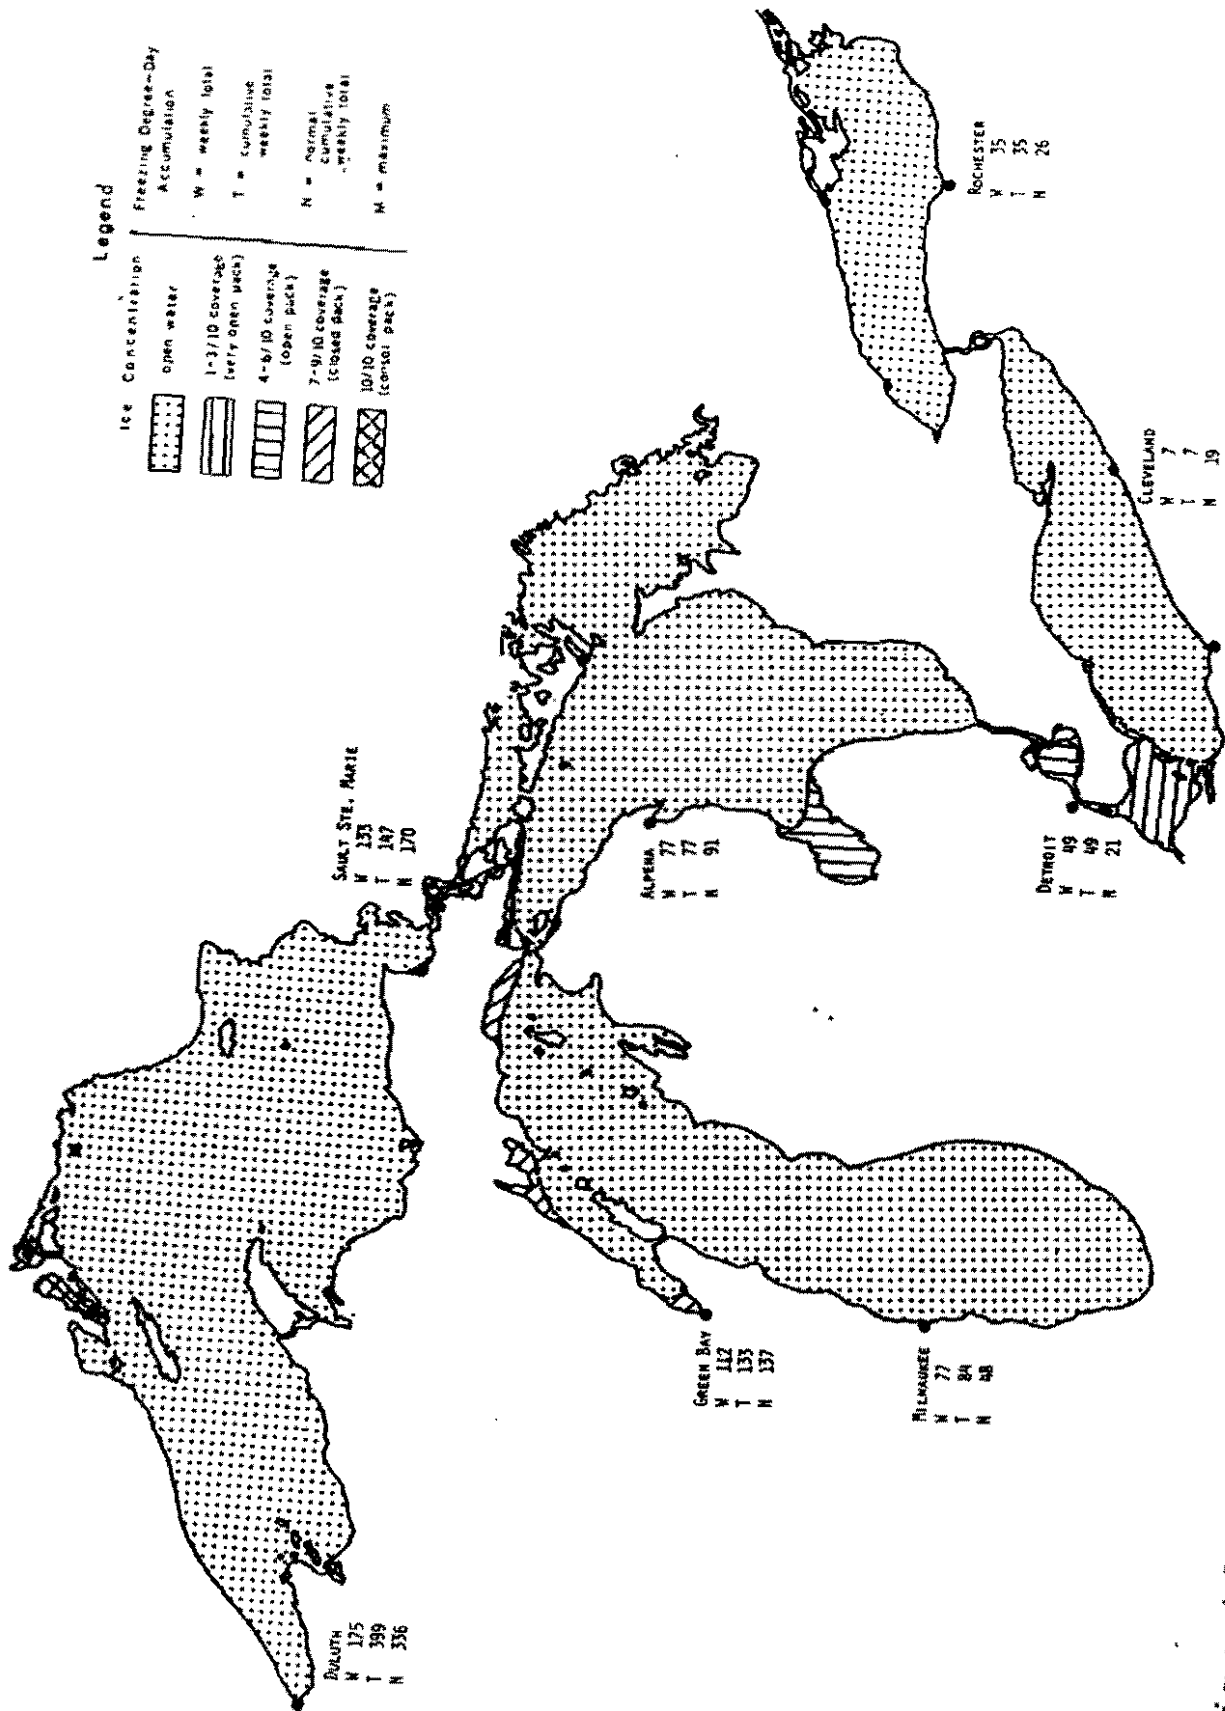 Legend
Ice Concentration
open water
1-3/10 coverage
(very open pack)
4-6/10 coverage
(open pack)
7-9/10 coverage
(closed pack)
10/10 coverage
(consol pack)
Freezing Degree-Day
Accumulation
W = weekly total
T = cumulative
weekly total
N = normal
cumulative
weekly total
M = maximum
DULUTH
W 175
T 399
N 336
SAULT STE. MARIE
W 133
T 147
N 170
GREEN BAY
W 112
T 133
N 137
MILWAUKEE
W 77
T 84
N 48
ALPENA
W 77
T 77
N 91
DETROIT
W 49
T 49
N 21
CLEVELAND
W 7
T 7
N 19
ROCHESTER
W 35
T 35
N 26